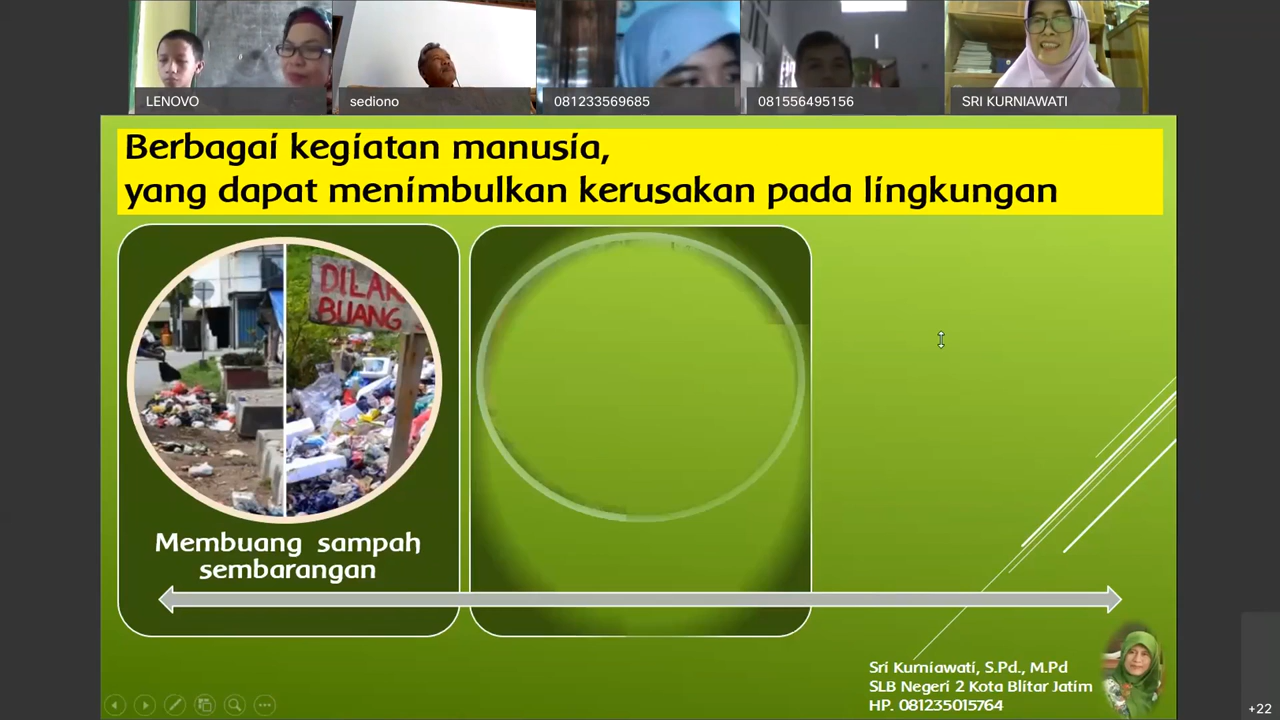 LENOVO
sediono
081233569685
081556495156
SRI KURNIAWATI
Berbagai kegiatan manusia,
yang dapat menimbulkan kerusakan pada lingkungan
DILAR
BUANG
Membuang sampah
sembarangan
Sri Kurniawati, S.Pd., M.Pd
SLB Negeri 2 Kota Blitar Jatim
HP. 081235015764
+22